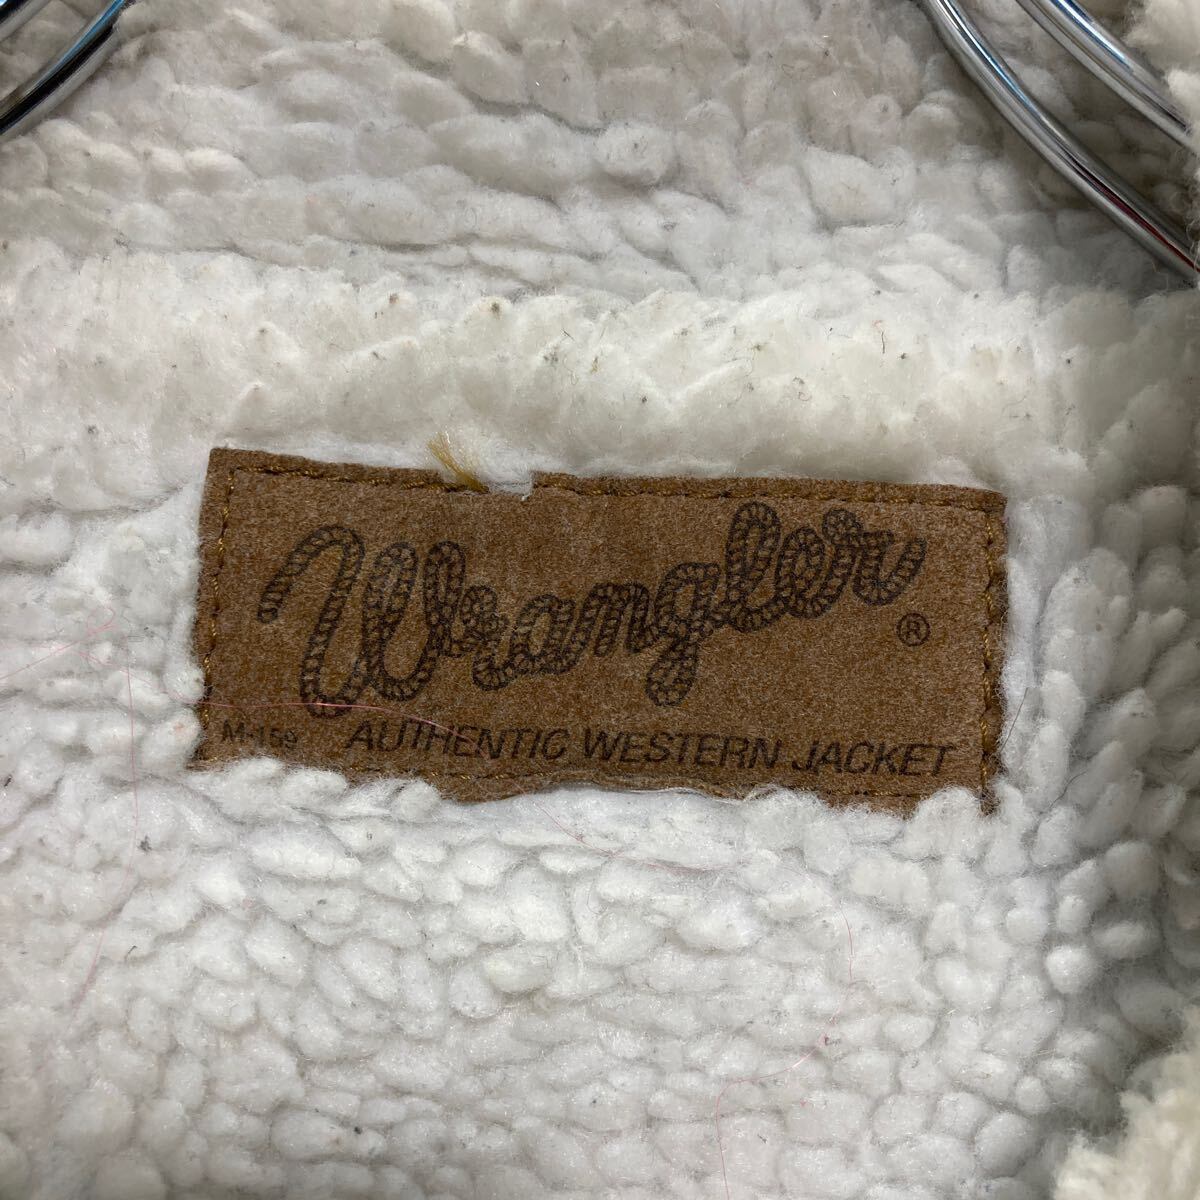 Wrangler ®
M-159 AUTHENTIC WESTERN JACKET